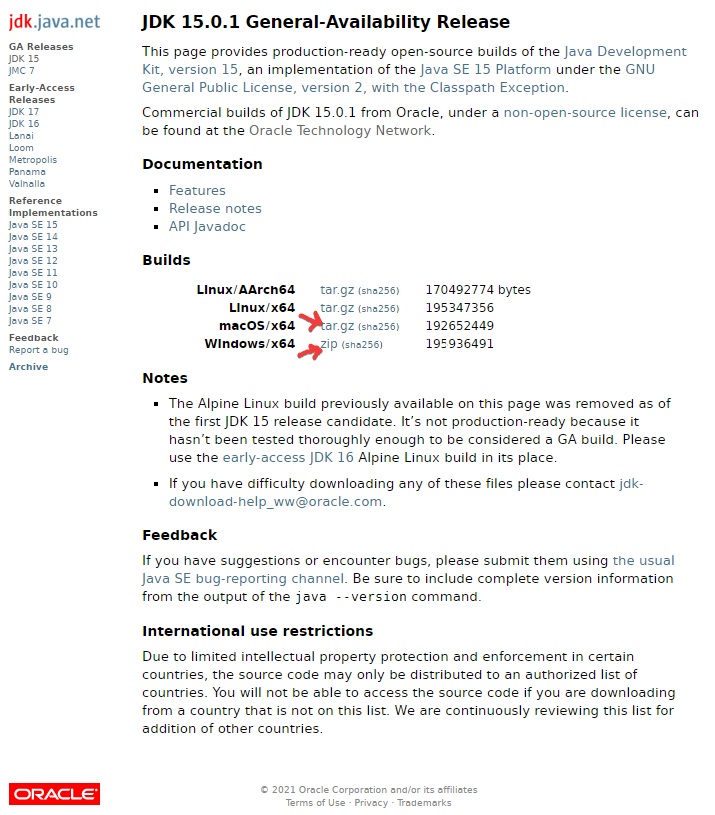 jdk.java.net
GA Releases
JDK 15
JMC 7
Early-Access
Releases
JDK 17
JDK 16
Lanai
Loom
Metropolis
Panama
Valhalla
Reference
Implementations
Java SE 15
Java SE 14
Java SE 13
Java SE 12
Java SE 11
Java SE 10
Java SE 9
Java SE 8
Java SE 7
Feedback
Report a bug
Archive
JDK 15.0.1 General-Availability Release
This page provides production-ready open-source builds of the Java Development
Kit, version 15, an implementation of the Java SE 15 Platform under the GNU
General Public License, version 2, with the Classpath Exception.
Commercial builds of JDK 15.0.1 from Oracle, under a non-open-source license, can
be found at the Oracle Technology Network.
Documentation
▪ Features
▪ Release notes
▪ API Javadoc
Builds
Linux/AArch64 tar.gz (sha256) 170492774 bytes
Linux/x64 tar.gz (sha256) 195347356
macOS/x64 tar.gz (sha256) 192652449
Windows/x64 zip (sha256) 195936491
Notes
▪ The Alpine Linux build previously available on this page was removed as of
the first JDK 15 release candidate. It’s not production-ready because it
hasn’t been tested thoroughly enough to be considered a GA build. Please
use the early-access JDK 16 Alpine Linux build in its place.
▪ If you have difficulty downloading any of these files please contact jdk-
download-help_ww@oracle.com.
Feedback
If you have suggestions or encounter bugs, please submit them using the usual
Java SE bug-reporting channel. Be sure to include complete version information
from the output of the java --version command.
International use restrictions
Due to limited intellectual property protection and enforcement in certain
countries, the source code may only be distributed to an authorized list of
countries. You will not be able to access the source code if you are downloading
from a country that is not on this list. We are continuously reviewing this list for
addition of other countries.
ORACLE
© 2021 Oracle Corporation and/or its affiliates
Terms of Use · Privacy · Trademarks